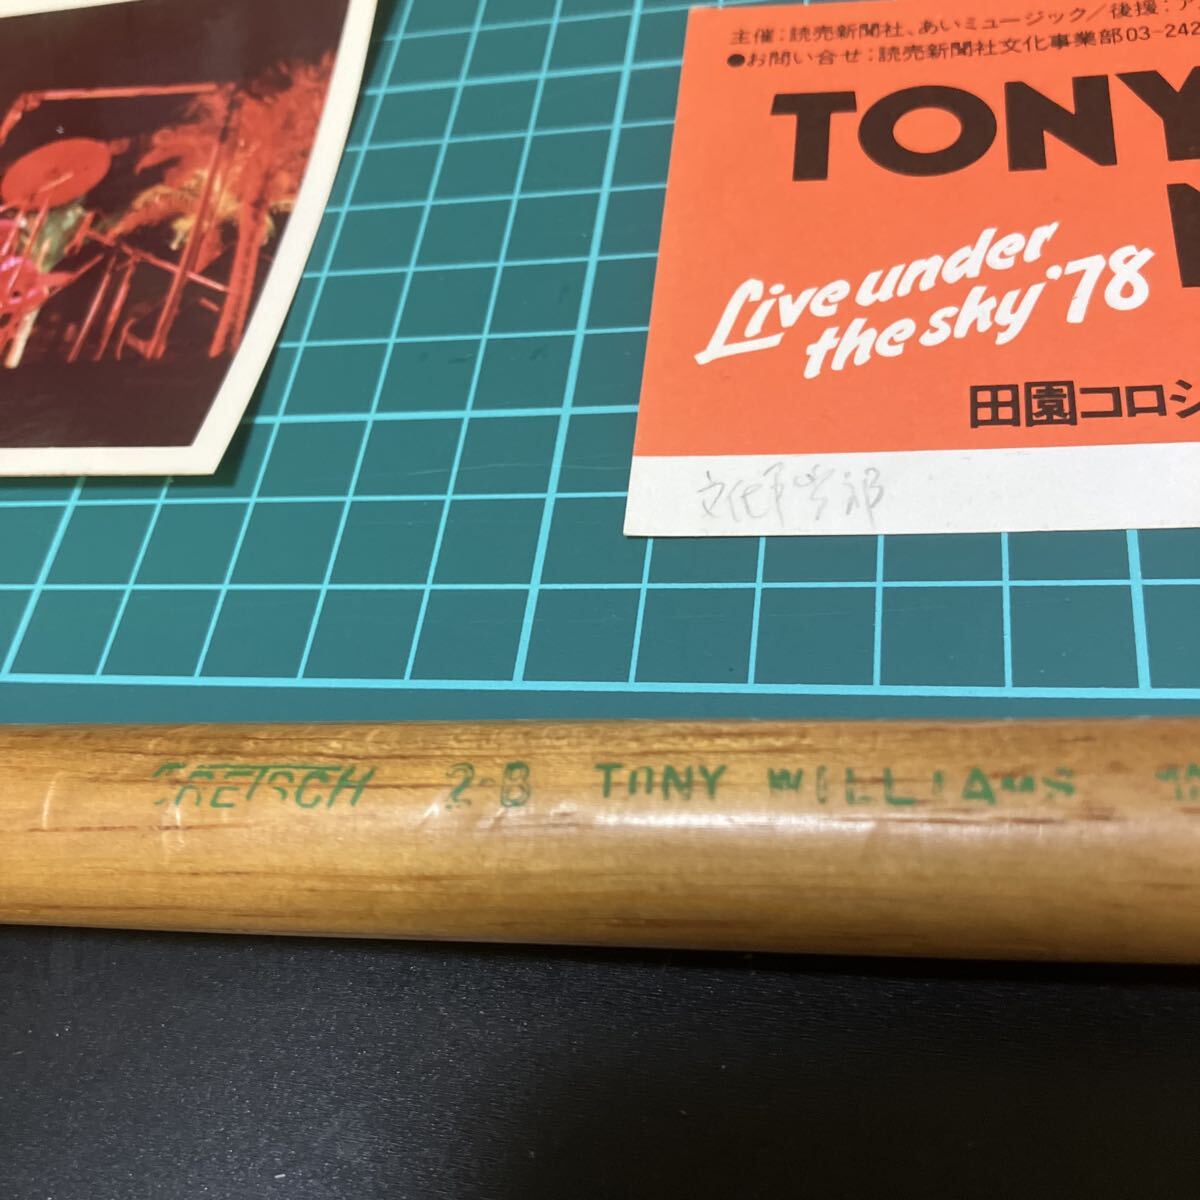 主催:読売新聞社、あいミュージック/後援:ア
●お問い合せ:読売新聞社文化事業部03-242
TONY
Live under
the sky '78
田園コロシ
文化事業部
GRETSCH 2-B TONY WILLIAMS